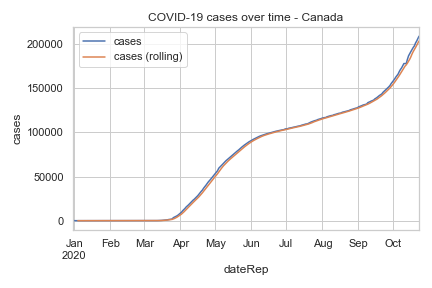 COVID-19 cases over time - Canada
cases
cases (rolling)
200000
150000
100000
50000
0
cases
Jan Feb Mar Apr May Jun Jul Aug Sep Oct
2020
dateRep